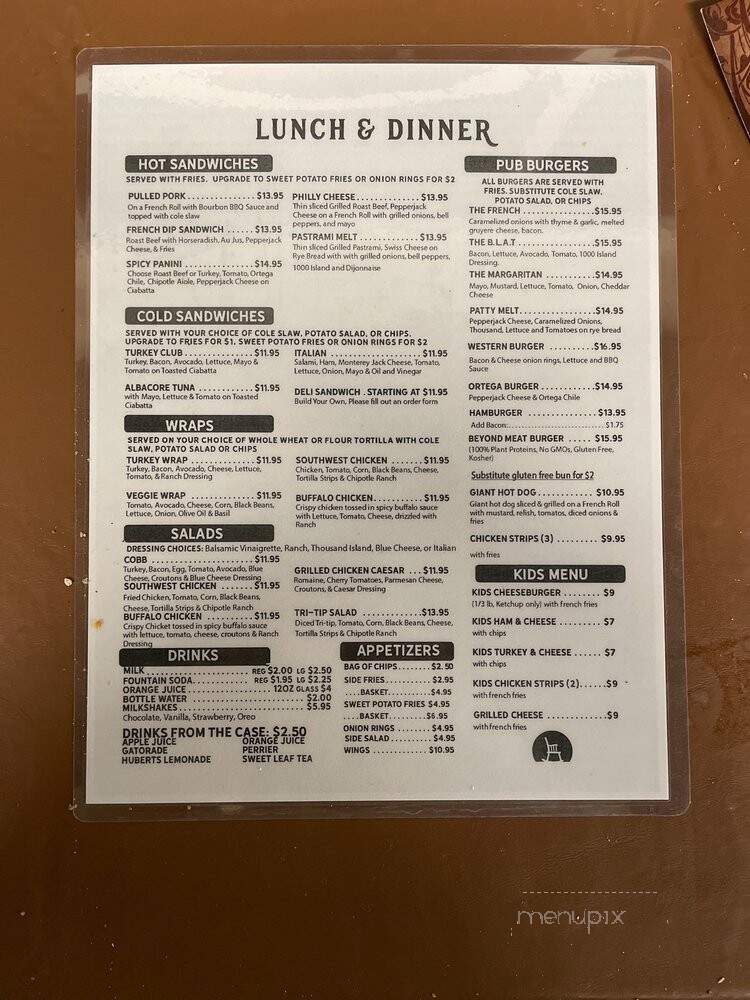 LUNCH & DINNER
HOT SANDWICHES
SERVED WITH FRIES. UPGRADE TO SWEET POTATO FRIES OR ONION RINGS FOR $2
PULLED PORK................$13.95
On a French Roll with Bourbon BBQ Sauce and
topped with cole slaw
FRENCH DIP SANDWICH ......$13.95
Roast Beef with Horseradish, Au Jus, Pepperjack
Cheese, & Fries
SPICY PANINI .................$14.95
Choose Roast Beef or Turkey, Tomato, Ortega
Chile, Chipotle Aiole, Pepperjack Cheese on
Ciabatta
PHILLY CHEESE................$13.95
Thin sliced Grilled Roast Beef, Pepperjack
Cheese on a French Roll with grilled onions, bell
peppers, and mayo
PASTRAMI MELT ...............$13.95
Thin sliced Grilled Pastrami, Swiss Cheese on
Rye Bread with with grilled onions, bell peppers,
1000 Island and Dijonnaise
COLD SANDWICHES
SERVED WITH YOUR CHOICE OF COLE SLAW, POTATO SALAD, OR CHIPS.
UPGRADE TO FRIES FOR $1. SWEET POTATO FRIES OR ONION RINGS FOR $2
TURKEY CLUB..................$11.95
Turkey, Bacon, Avocado, Lettuce, Mayo &
Tomato on Toasted Ciabatta
ALBACORE TUNA ..............$11.95
with Mayo, Lettuce & Tomato on Toasted
Ciabatta
ITALIAN ........................$11.95
Salami, Ham, Monterey Jack Cheese, Tomato,
Lettuce, Onion, Mayo & Oil and Vinegar
DELI SANDWICH . STARTING AT $11.95
Build Your Own, Please fill out an order form
WRAPS
SERVED ON YOUR CHOICE OF WHOLE WHEAT OR FLOUR TORTILLA WITH COLE
SLAW, POTATO SALAD OR CHIPS
TURKEY WRAP .................$11.95
Turkey, Bacon, Avocado, Cheese, Lettuce,
Tomato, & Ranch Dressing
VEGGIE WRAP .................$11.95
Tomato, Avocado, Cheese, Corn, Black Beans,
Lettuce, Onion, Olive Oil & Basil
SOUTHWEST CHICKEN ........$11.95
Chicken, Tomato, Corn, Black Beans, Cheese,
Tortilla Strips & Chipotle Ranch
BUFFALO CHICKEN.............$11.95
Crispy chicken tossed in spicy buffalo sauce
with Lettuce, Tomato, Cheese, drizzled with
Ranch
SALADS
DRESSING CHOICES: Balsamic Vinaigrette, Ranch, Thousand Island, Blue Cheese, or Italian
COBB ...........................$11.95
Turkey, Bacon, Egg, Tomato, Avocado, Blue
Cheese, Croutons & Blue Cheese Dressing
SOUTHWEST CHICKEN ........$11.95
Fried Chicken, Tomato, Corn, Black Beans,
Cheese, Tortilla Strips & Chipotle Ranch
BUFFALO CHICKEN ............$11.95
Crispy Chicket tossed in spicy buffalo sauce
with lettuce, tomato, cheese, croutons & Ranch
Dressing
GRILLED CHICKEN CAESAR ...$11.95
Romaine, Cherry Tomatoes, Parmesan Cheese,
Croutons, & Caesar Dressing
TRI-TIP SALAD ................$13.95
Diced Tri-tip, Tomato, Corn, Black Beans, Cheese,
Tortilla Strips & Chipotle Ranch
DRINKS
MILK ........................ REG $2.00 LG $2.50
FOUNTAIN SODA............. REG $1.95 LG $2.25
ORANGE JUICE.................12OZ GLASS $4
BOTTLE WATER ........................$2.00
MILKSHAKES...........................$5.95
Chocolate, Vanilla, Strawberry, Oreo
DRINKS FROM THE CASE: $2.50
APPLE JUICE
GATORADE
HUBERTS LEMONADE
ORANGE JUICE
PERRIER
SWEET LEAF TEA
APPETIZERS
BAG OF CHIPS.........$2.50
SIDE FRIES............$2.95
....BASKET............$4.95
SWEET POTATO FRIES $4.95
....BASKET............$6.95
ONION RINGS .........$4.95
SIDE SALAD...........$4.95
WINGS ................$10.95
PUB BURGERS
ALL BURGERS ARE SERVED WITH
FRIES. SUBSTITUTE COLE SLAW,
POTATO SALAD, OR CHIPS
THE FRENCH ...................$15.95
Caramelized onions with thyme & garlic, melted
gruyere cheese, bacon.
THE B.L.A.T ....................$15.95
Bacon, Lettuce, Avocado, Tomato, 1000 Island
Dressing.
THE MARGARITAN .............$14.95
Mayo, Mustard, Lettuce, Tomato, Onion, Cheddar
Cheese
PATTY MELT....................$14.95
Pepperjack Cheese, Caramelized Onions,
Thousand, Lettuce and Tomatoes on rye bread
WESTERN BURGER ............$16.95
Bacon & Cheese onion rings, Lettuce and BBQ
Sauce
ORTEGA BURGER ..............$14.95
Pepperjack Cheese & Ortega Chile
HAMBURGER ..................$13.95
Add Bacon:.......................................$1.75
BEYOND MEAT BURGER ..... $15.95
(100% Plant Proteins, No GMOs, Gluten Free,
Kosher)
Substitute gluten free bun for $2
GIANT HOT DOG...............$10.95
Giant hot dog sliced & grilled on a French Roll
with mustard, relish, tomatos, diced onions &
fries
CHICKEN STRIPS (3) ..........$9.95
with fries
KIDS MENU
KIDS CHEESEBURGER .........$9
(1/3 lb, Ketchup only) with french fries
KIDS HAM & CHEESE ..........$7
with chips
KIDS TURKEY & CHEESE ...... $7
with chips
KIDS CHICKEN STRIPS (2)......$9
with french fries
GRILLED CHEESE .............$9
with french fries
menupix